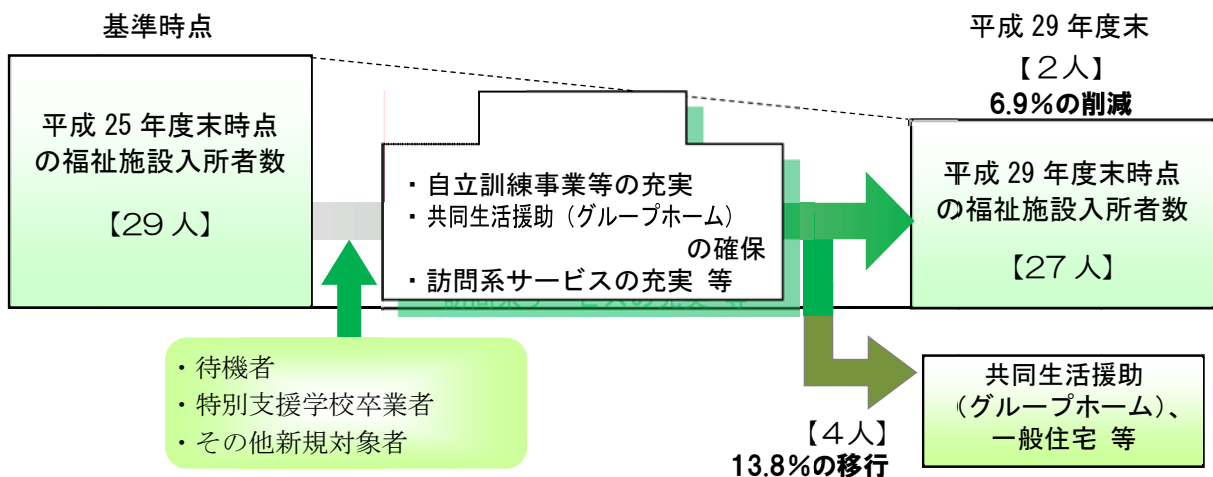 基準時点
平成 25 年度末時点
の福祉施設入所者数
【29 人】
・自立訓練事業等の充実
・共同生活援助（グループホーム）
の確保
・訪問系サービスの充実 等
・待機者
・特別支援学校卒業者
・その他新規対象者
平成 29 年度末
【2人】
6.9%の削減
平成 29 年度末時点
の福祉施設入所者数
【27 人】
【4人】
13.8%の移行
共同生活援助
（グループホーム）、
一般住宅 等